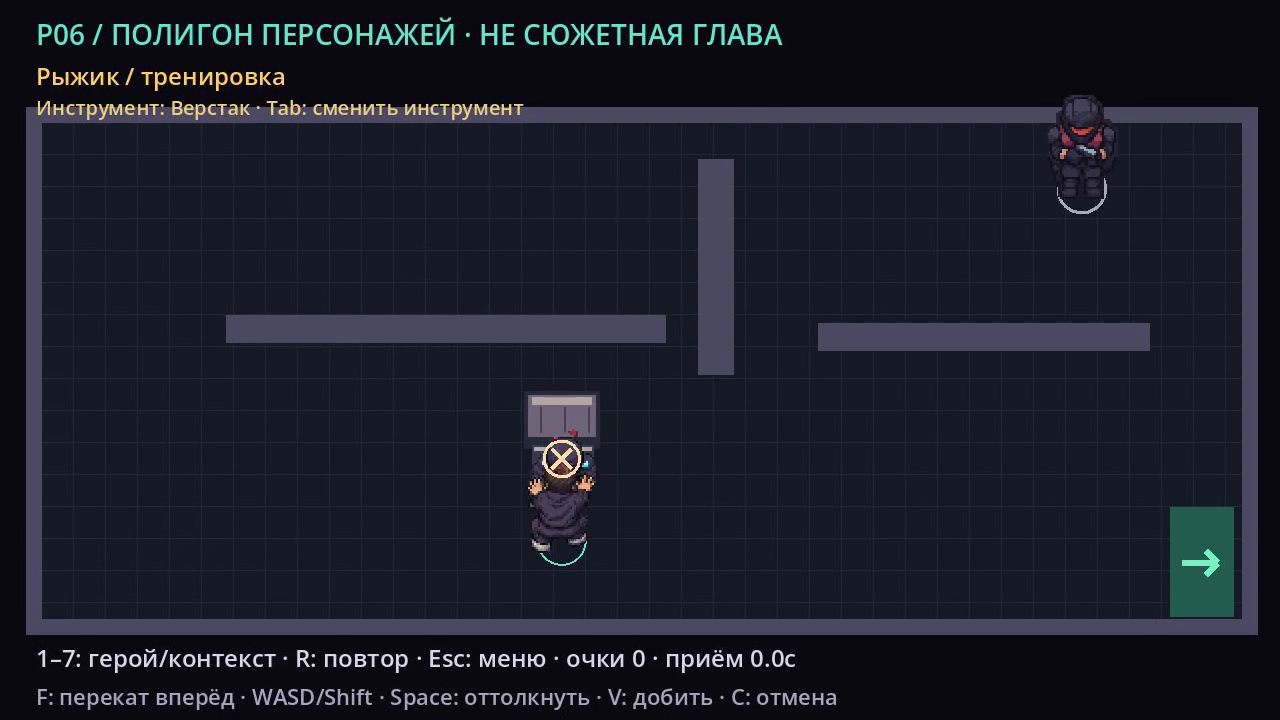 P06 / ПОЛИГОН ПЕРСОНАЖЕЙ · НЕ СЮЖЕТНАЯ ГЛАВА
Рыжик / тренировка
Инструмент: Верстак · Tab: сменить инструмент
1–7: герой/контекст · R: повтор · Esc: меню · очки 0 · приём 0.0с
F: перекат вперёд · WASD/Shift · Space: оттолкнуть · V: добить · C: отмена